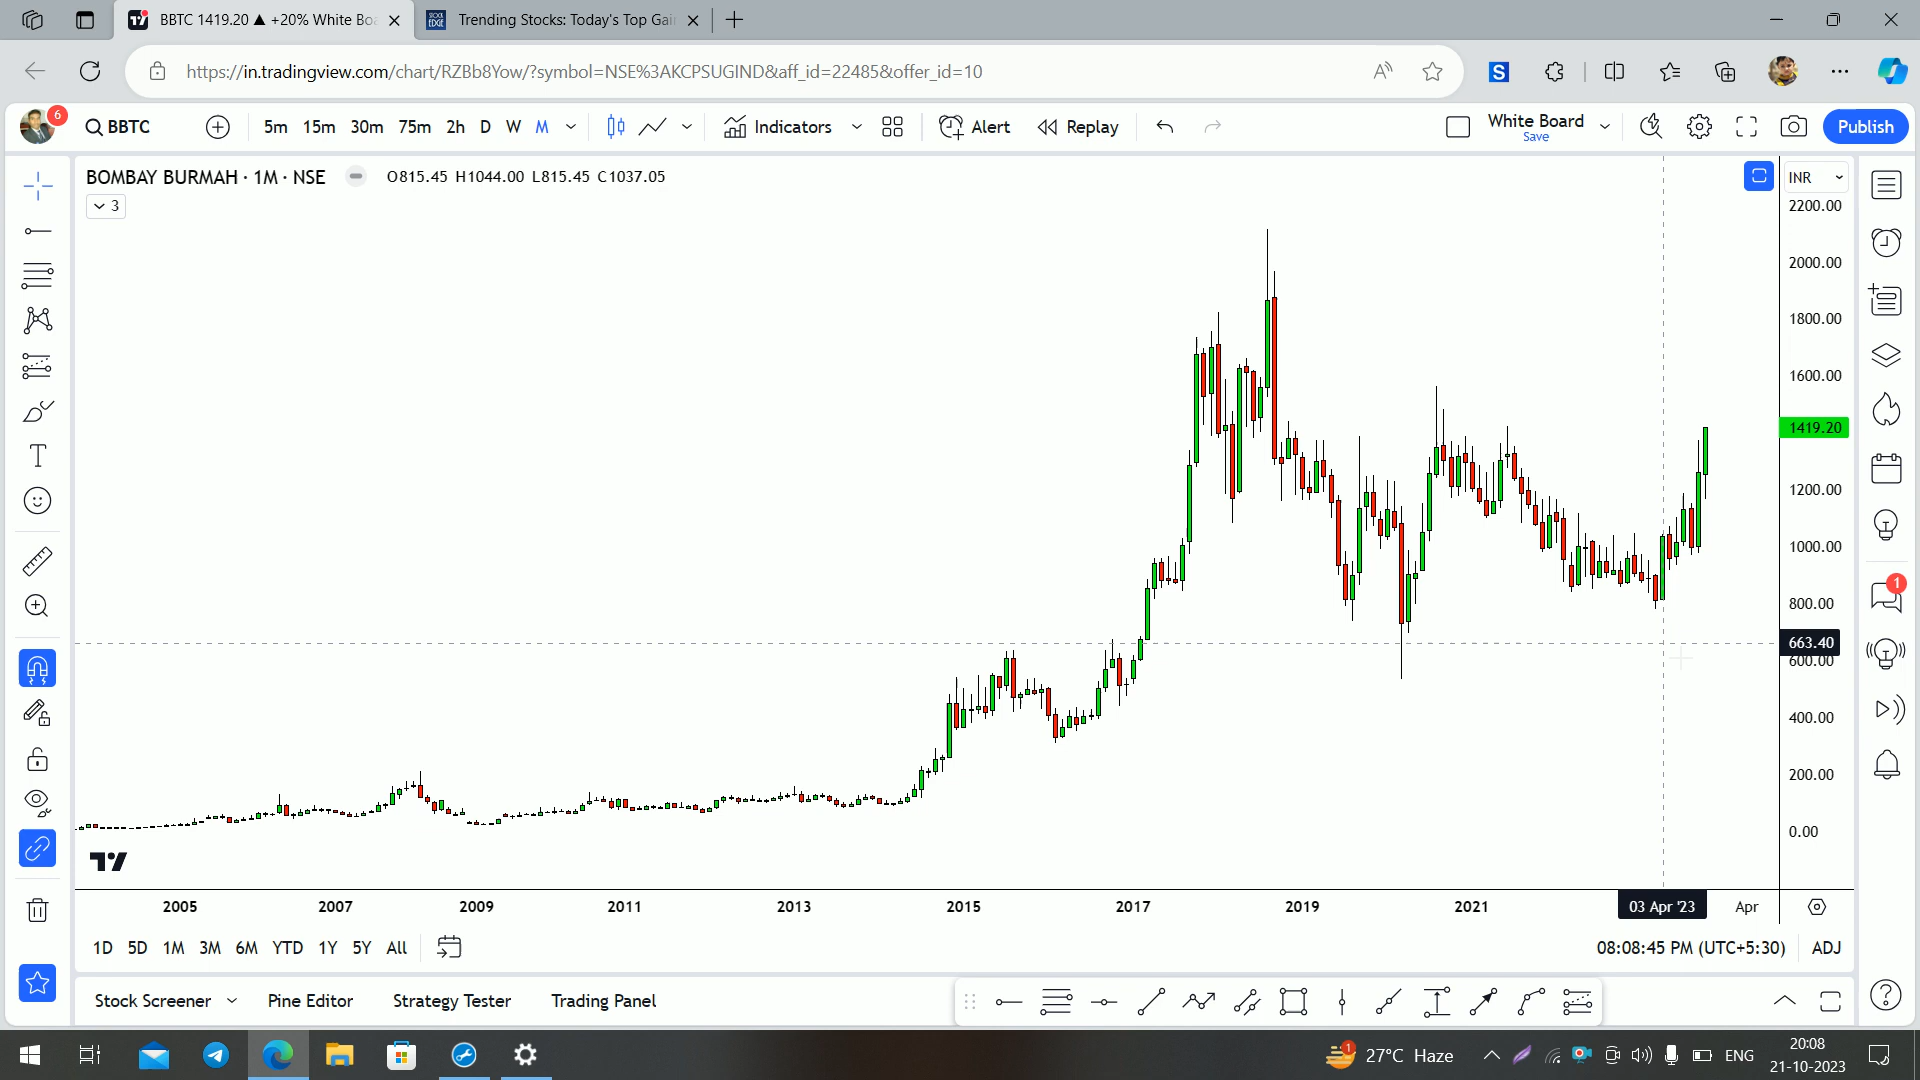 BBTC 1419.20 ▲ +20% White Bo
Trending Stocks: Today's Top Gai
https://in.tradingview.com/chart/RZBb8Yow/?symbol=NSE%3AKCPSUGIND&aff_id=22485&offer_id=10
6
BBTC
5m 15m 30m 75m 2h D W M
Indicators
Alert
Replay
White Board
Save
Publish
BOMBAY BURMAH · 1M · NSE
O815.45 H1044.00 L815.45 C1037.05
3
INR
2200.00
2000.00
1800.00
1600.00
1419.20
1200.00
1000.00
800.00
663.40
600.00
400.00
200.00
0.00
1
2005 2007 2009 2011 2013 2015 2017 2019 2021 03 Apr '23 Apr
1D 5D 1M 3M 6M YTD 1Y 5Y All
08:08:45 PM (UTC+5:30) ADJ
Stock Screener Pine Editor Strategy Tester Trading Panel
1
27°C Haze
ENG
20:08
21-10-2023